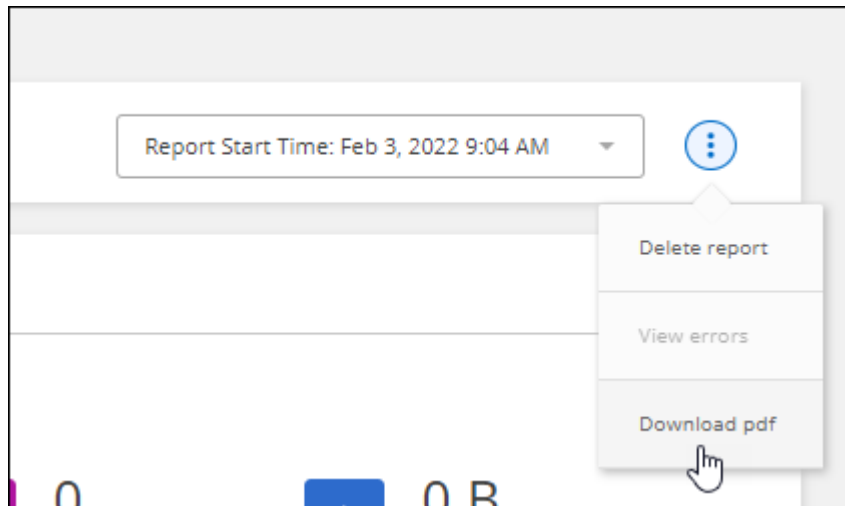 Report Start Time: Feb 3, 2022 9:04 AM
Delete report
View errors
Download pdf
0
0 B